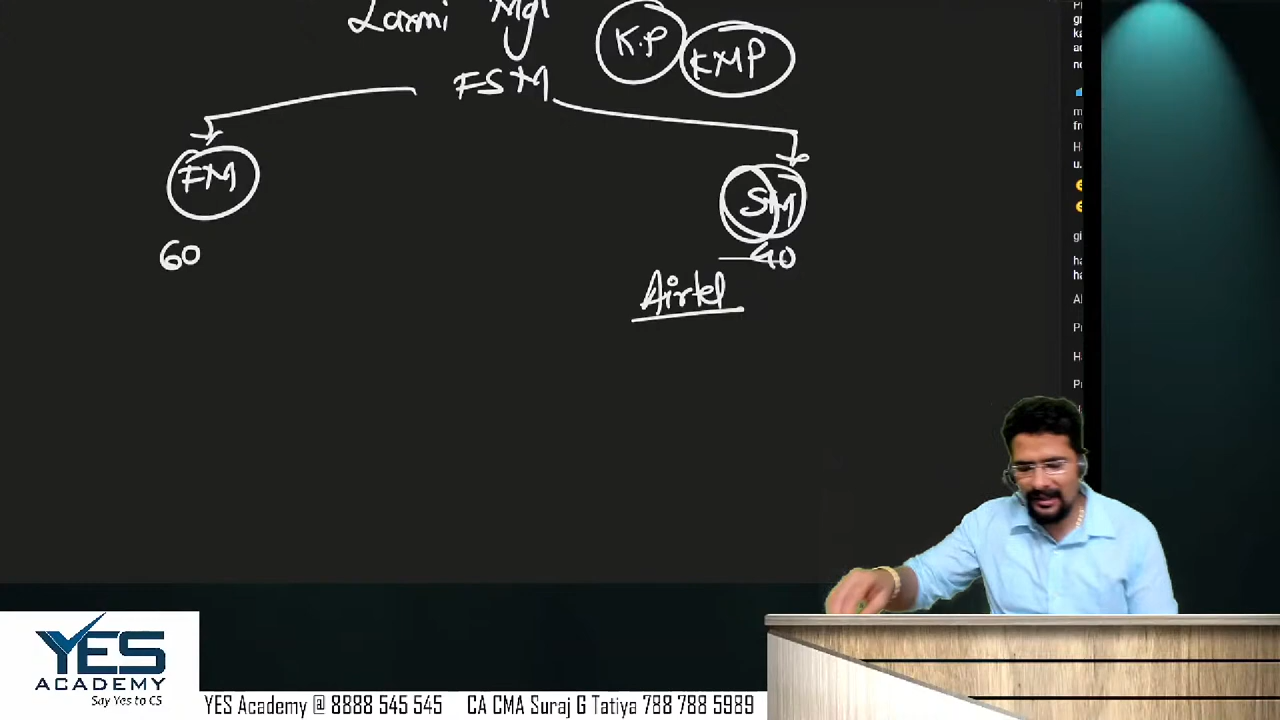 Laxmi Mgt
K.P
KMP
FSM
FM
SM
60
40
Airtel
YES
ACADEMY
Say Yes to CS
YES Academy @ 8888 545 545 CA CMA Suraj G Tatiya 788 788 5989